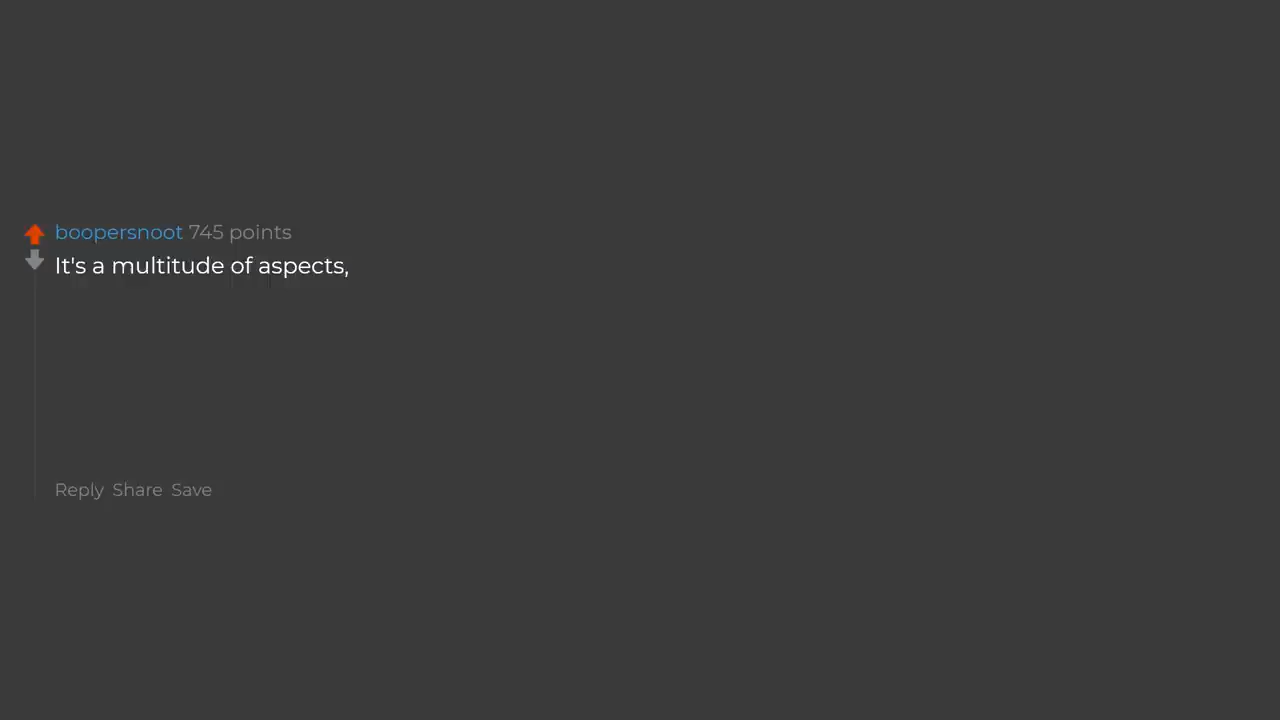 boopersnoot 745 points
It's a multitude of aspects,
Reply Share Save